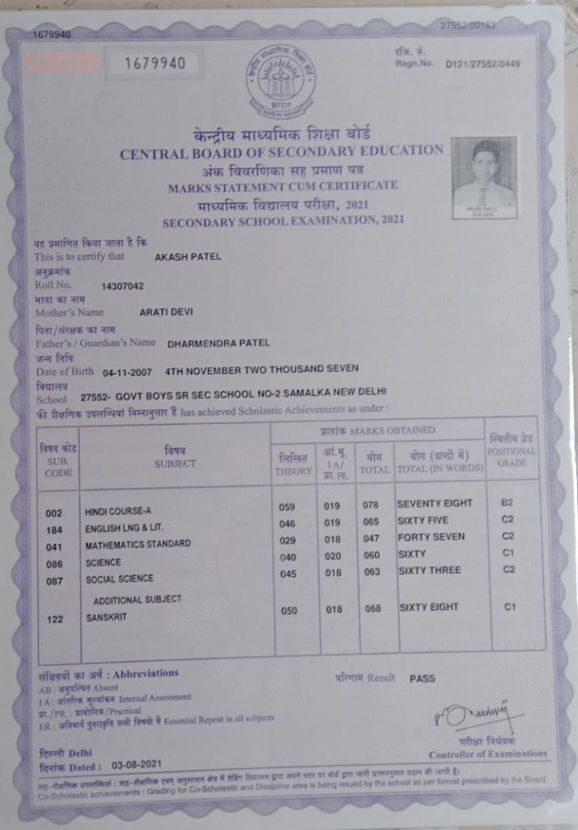 1679940
27552/00162
1679940
रजि. नं.
Regn.No. D121/27552/0449
भारत
केन्द्रीय माध्यमिक शिक्षा बोर्ड
CENTRAL BOARD OF SECONDARY EDUCATION
अंक विवरणिका सह प्रमाण पत्र
MARKS STATEMENT CUM CERTIFICATE
माध्यमिक विद्यालय परीक्षा, 2021
SECONDARY SCHOOL EXAMINATION, 2021
यह प्रमाणित किया जाता है कि
This is to certify that AKASH PATEL
अनुक्रमांक
Roll No. 14307042
माता का नाम
Mother's Name ARATI DEVI
पिता/संरक्षक का नाम
Father's / Guardian's Name DHARMENDRA PATEL
जन्म तिथि
Date of Birth 04-11-2007 4TH NOVEMBER TWO THOUSAND SEVEN
विद्यालय
School 27552- GOVT BOYS SR SEC SCHOOL NO-2 SAMALKA NEW DELHI
की शैक्षणिक उपलब्धियां निम्नानुसार हैं has achieved Scholastic Achievements as under :
विषय कोड SUB. CODE विषय SUBJECT प्राप्तांक MARKS OBTAINED स्थितीय ग्रेड POSITIONAL GRADE
लिखित THEORY आं.मू. I A/ प्रा. PR. योग TOTAL योग (शब्दों में) TOTAL (IN WORDS)
002 HINDI COURSE-A 059 019 078 SEVENTY EIGHT B2
184 ENGLISH LNG & LIT. 046 019 065 SIXTY FIVE C2
041 MATHEMATICS STANDARD 029 018 047 FORTY SEVEN C2
086 SCIENCE 040 020 060 SIXTY C1
087 SOCIAL SCIENCE 045 018 063 SIXTY THREE C2
ADDITIONAL SUBJECT
122 SANSKRIT 050 018 068 SIXTY EIGHT C1
संक्षिप्तियों का अर्थ : Abbreviations
परिणाम Result PASS
AB : अनुपस्थित Absent
I A : आंतरिक मूल्यांकन Internal Assessment
प्रा./PR. : प्रायोगिक/Practical
ER : अनिवार्य पुनरावृत्ति सभी विषयो में Essential Repeat in all subjects
दिल्ली Delhi
परीक्षा नियंत्रक
दिनांक Dated : 03-08-2021
Controller of Examinations
सह-शैक्षणिक उपलब्धियां : सह-शैक्षणिक एवम् अनुशासन क्षेत्र में ग्रेडिंग विद्यालय द्वारा अपने स्तर पर बोर्ड द्वारा जारी प्रारूपनुसार प्रदान की जाती है।
Co-Scholastic achievements : Grading for Co-Scholastic and Discipline area is being issued by the school as per format prescribed by the Board.